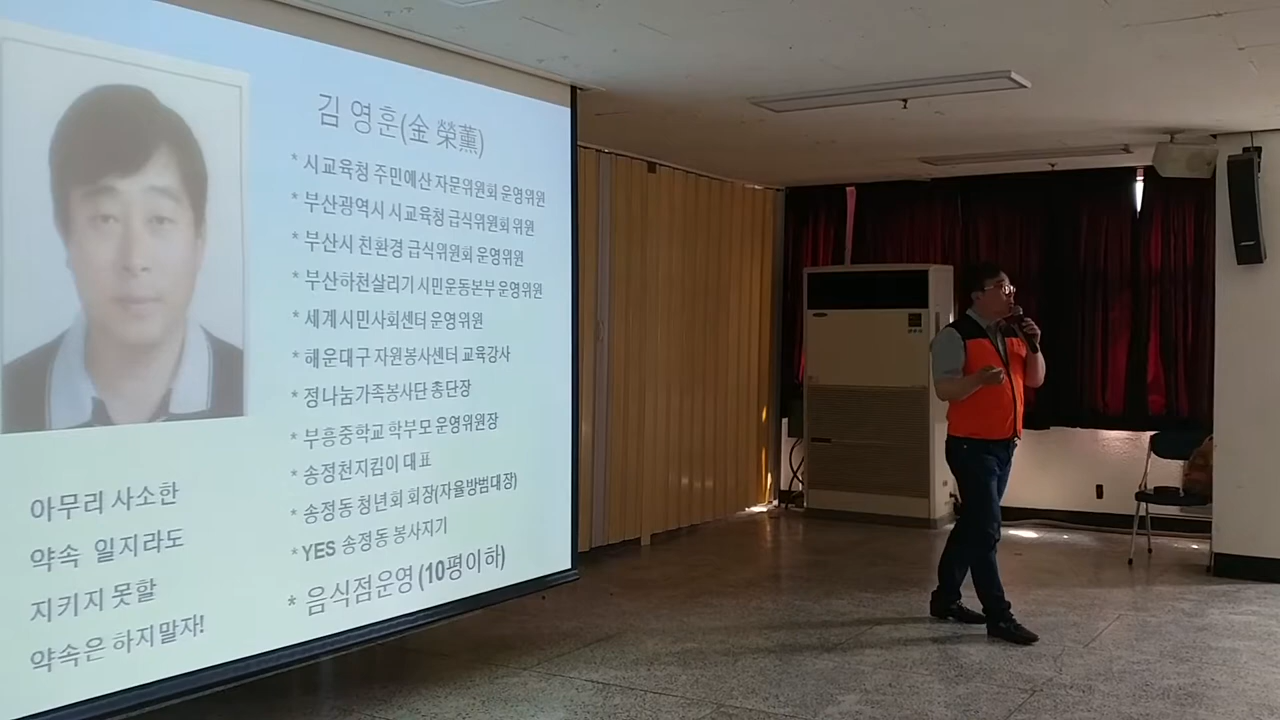 김 영훈(金 榮薰)
* 시교육청 주민예산 자문위원회 운영위원
* 부산광역시 시교육청 급식위원회 위원
* 부산시 친환경 급식위원회 운영위원
* 부산하천살리기 시민운동본부 운영위원
* 세계시민사회센터 운영위원
* 해운대구 자원봉사센터 교육강사
* 정나눔가족봉사단 총단장
* 부흥중학교 학부모 운영위원장
* 송정천지킴이 대표
* 송정동 청년회 회장(자율방범대장)
* YES 송정동 봉사지기
* 음식점운영 (10평이하)
아무리 사소한
약속 일지라도
지키지 못할
약속은 하지말자!